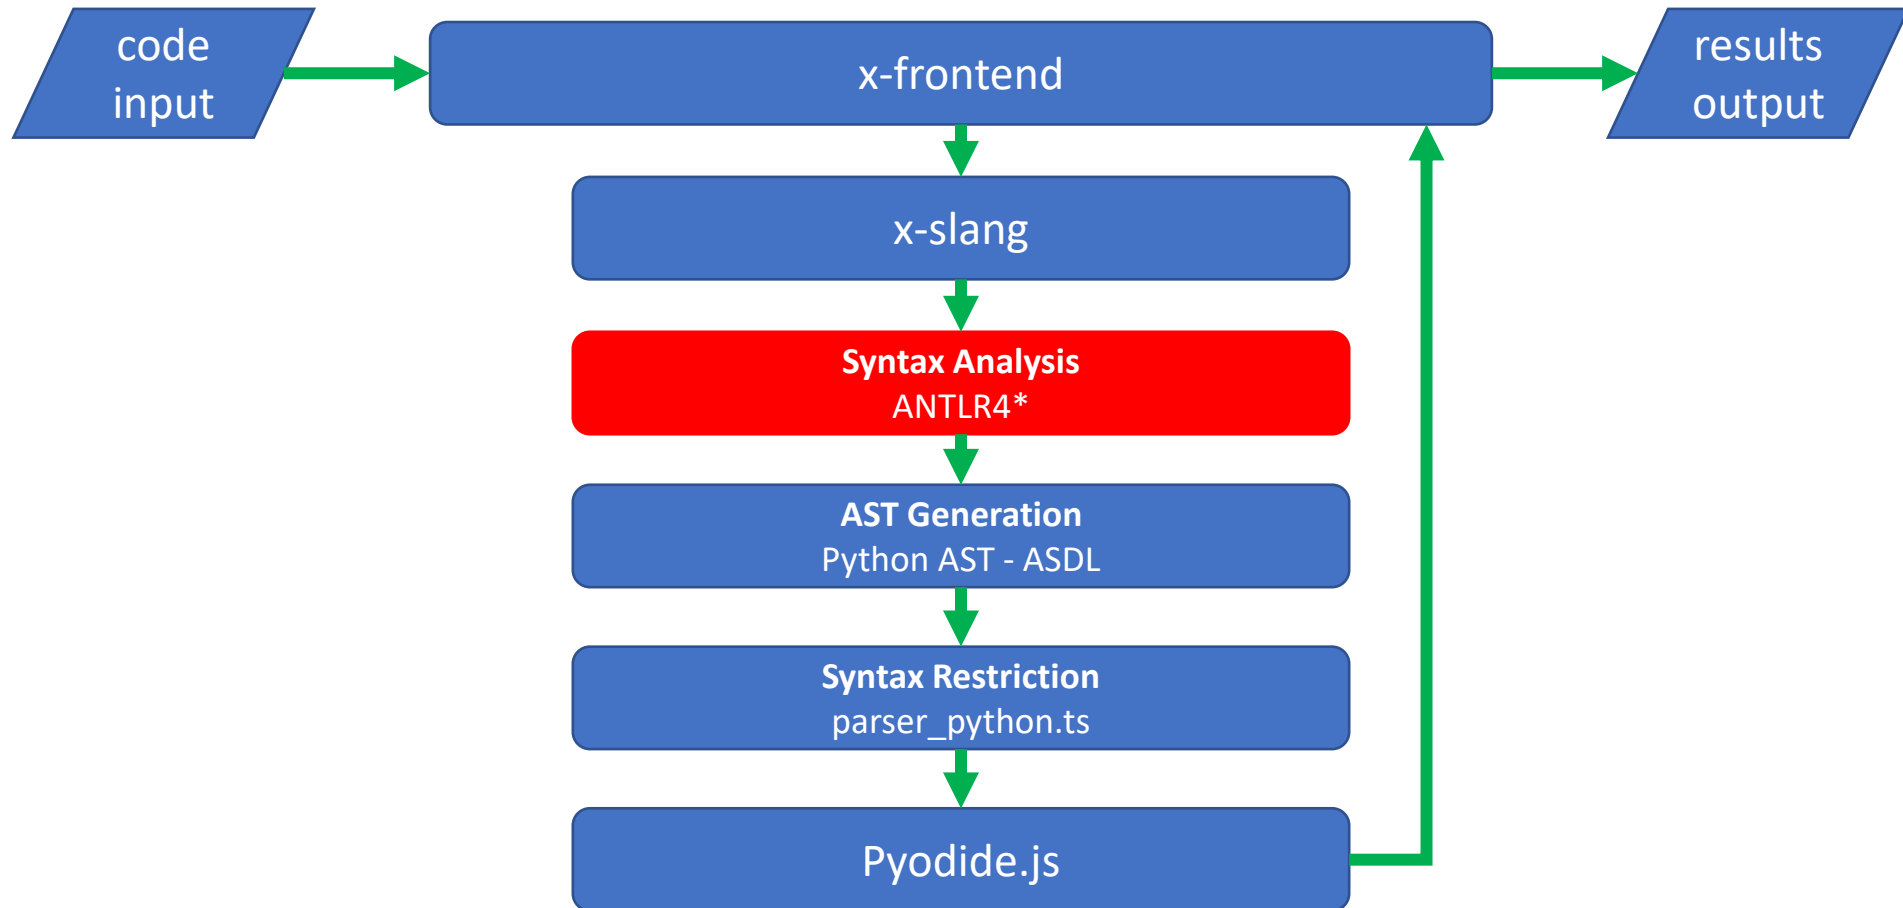 code
input
x-frontend
results
output
x-slang
Syntax Analysis
ANTLR4*
AST Generation
Python AST - ASDL
Syntax Restriction
parser_python.ts
Pyodide.js